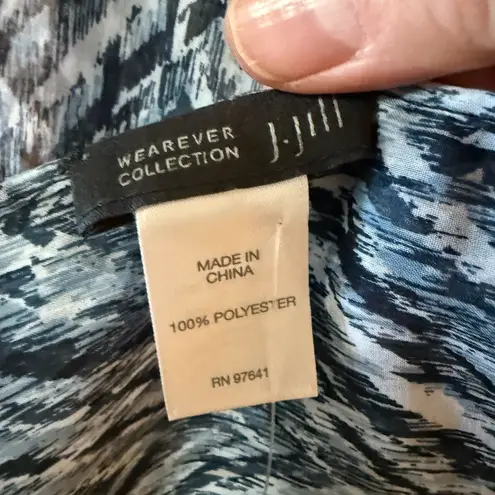 WEAREVER
COLLECTION
J.Jill
MADE IN
CHINA
100% POLYESTER
RN 97641